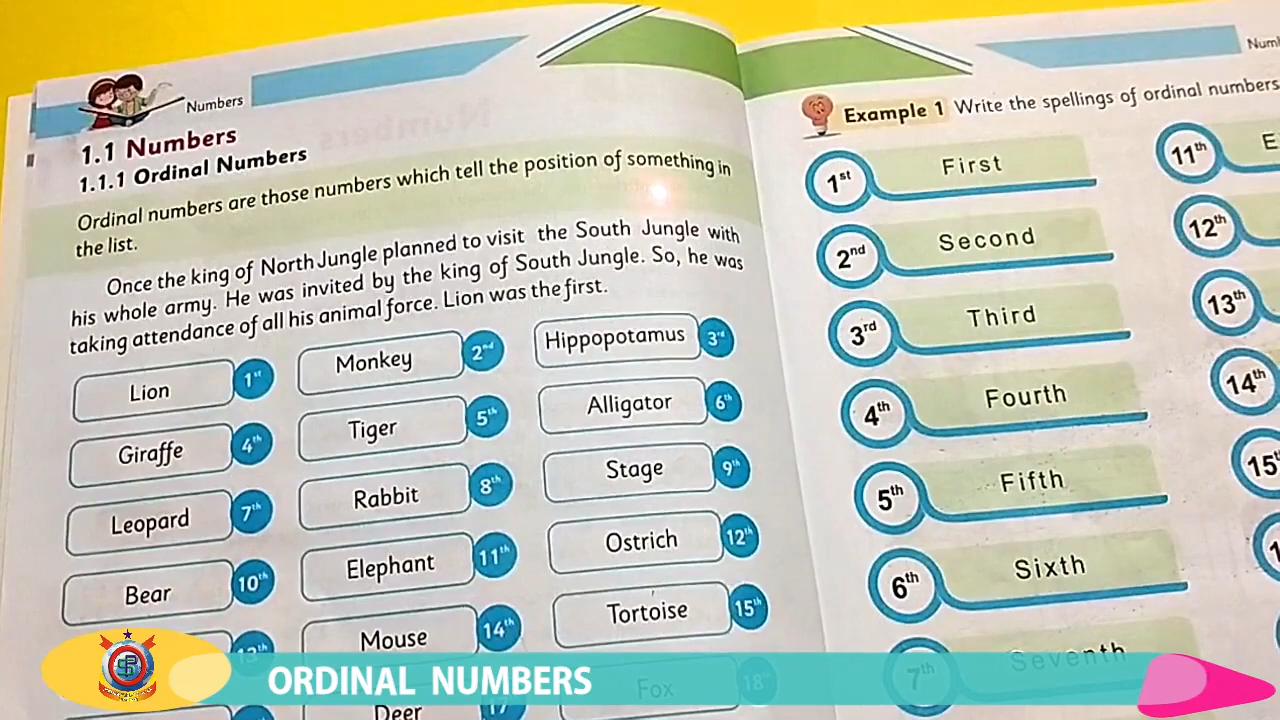 Numbers
1.1 Numbers
1.1.1 Ordinal Numbers
Ordinal numbers are those numbers which tell the position of something in
the list.
Once the king of North Jungle planned to visit the South Jungle with
his whole army. He was invited by the king of South Jungle. So, he was
taking attendance of all his animal force. Lion was the first.
Lion 1st Monkey 2nd Hippopotamus 3rd
Giraffe 4th Tiger 5th Alligator 6th
Leopard 7th Rabbit 8th Stage 9th
Bear 10th Elephant 11th Ostrich 12th
13th Mouse 14th Tortoise 15th
Deer 17 Fox 18th
Example 1 Write the spellings of ordinal numbers
1st First 11th
2nd Second 12th
3rd Third 13th
4th Fourth 14th
5th Fifth 15t
6th Sixth
7th Seventh
ORDINAL NUMBERS